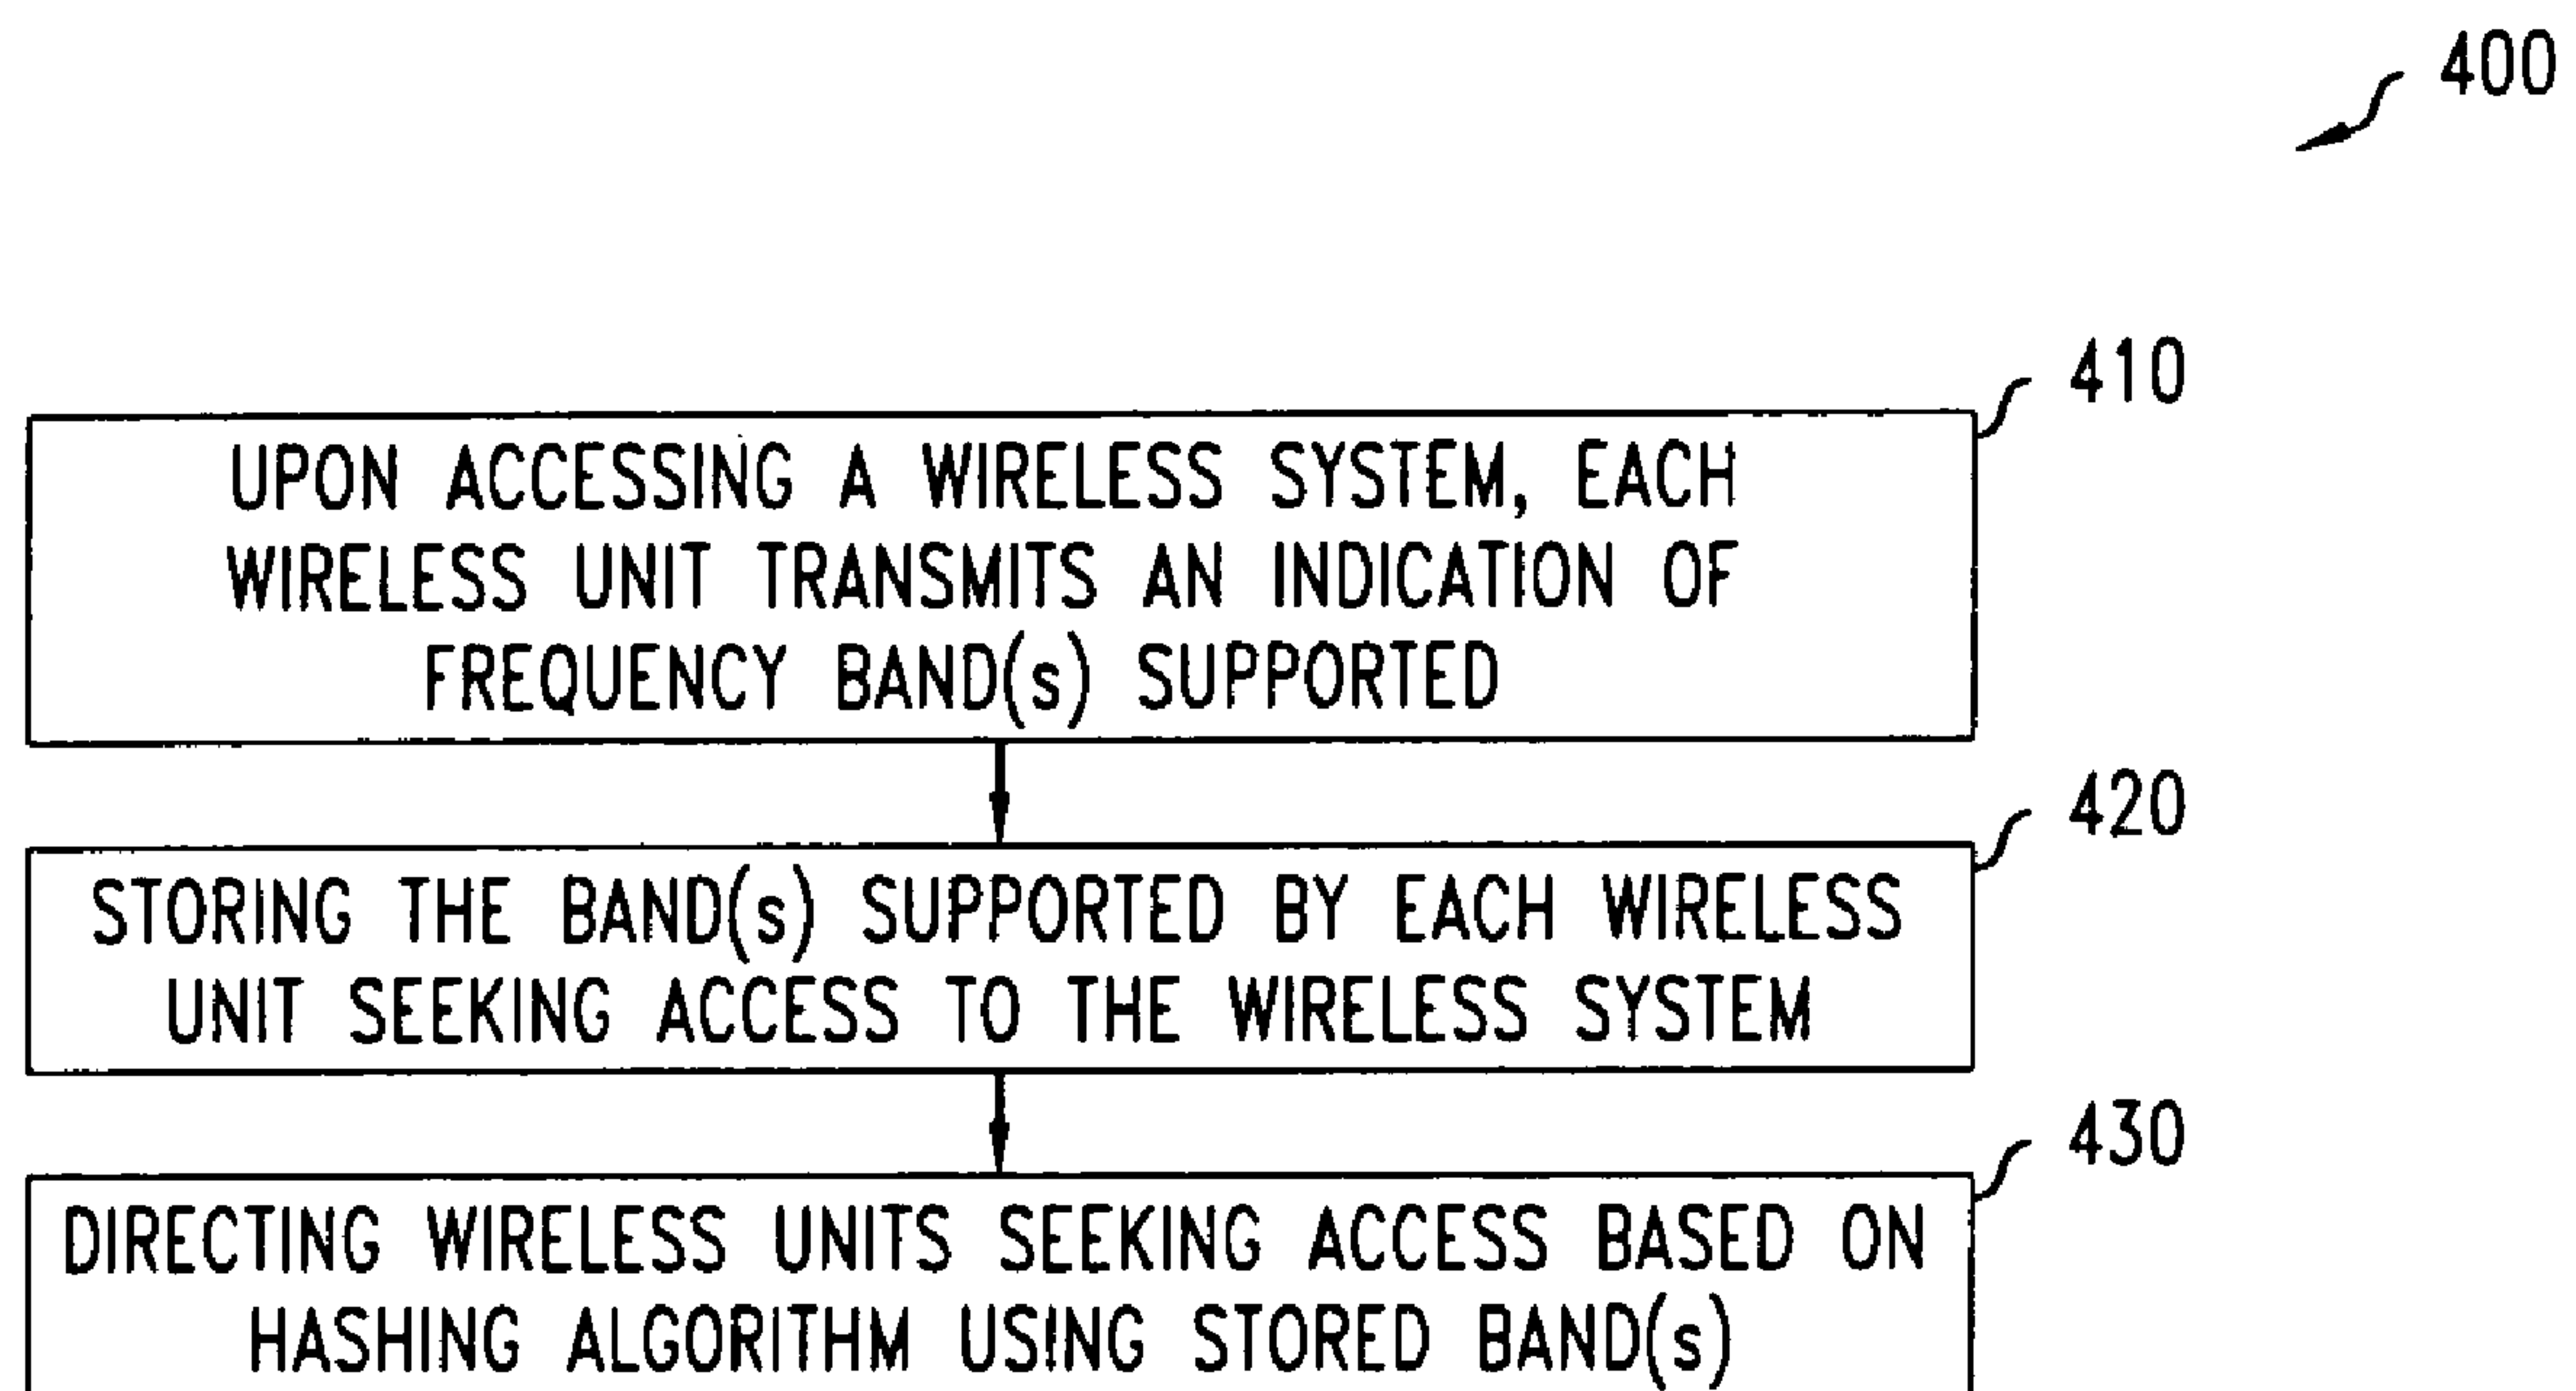 400
410
UPON ACCESSING A WIRELESS SYSTEM, EACH
WIRELESS UNIT TRANSMITS AN INDICATION OF
FREQUENCY BAND(s) SUPPORTED
420
STORING THE BAND(s) SUPPORTED BY EACH WIRELESS
UNIT SEEKING ACCESS TO THE WIRELESS SYSTEM
430
DIRECTING WIRELESS UNITS SEEKING ACCESS BASED ON
HASHING ALGORITHM USING STORED BAND(s)